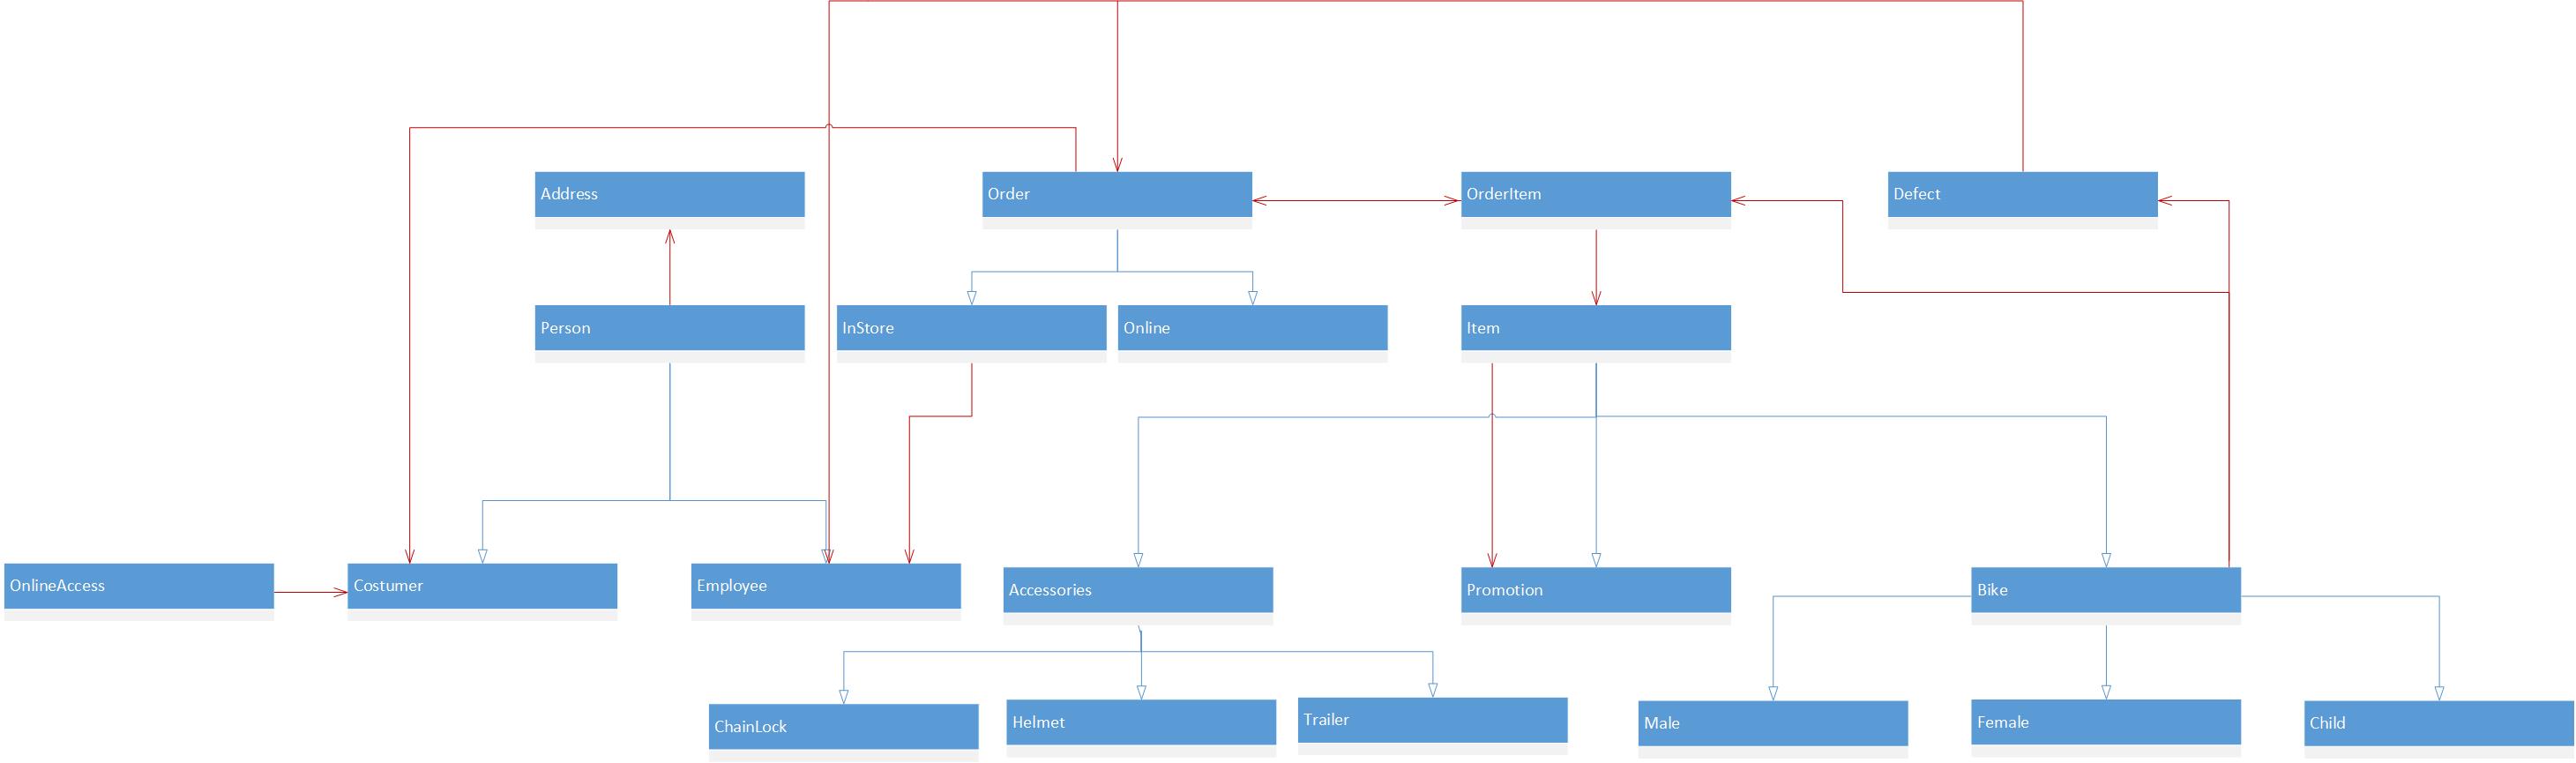 Address
Order
OrderItem
Defect
Person
InStore
Online
Item
OnlineAccess
Costumer
Employee
Accessories
Promotion
Bike
ChainLock
Helmet
Trailer
Male
Female
Child